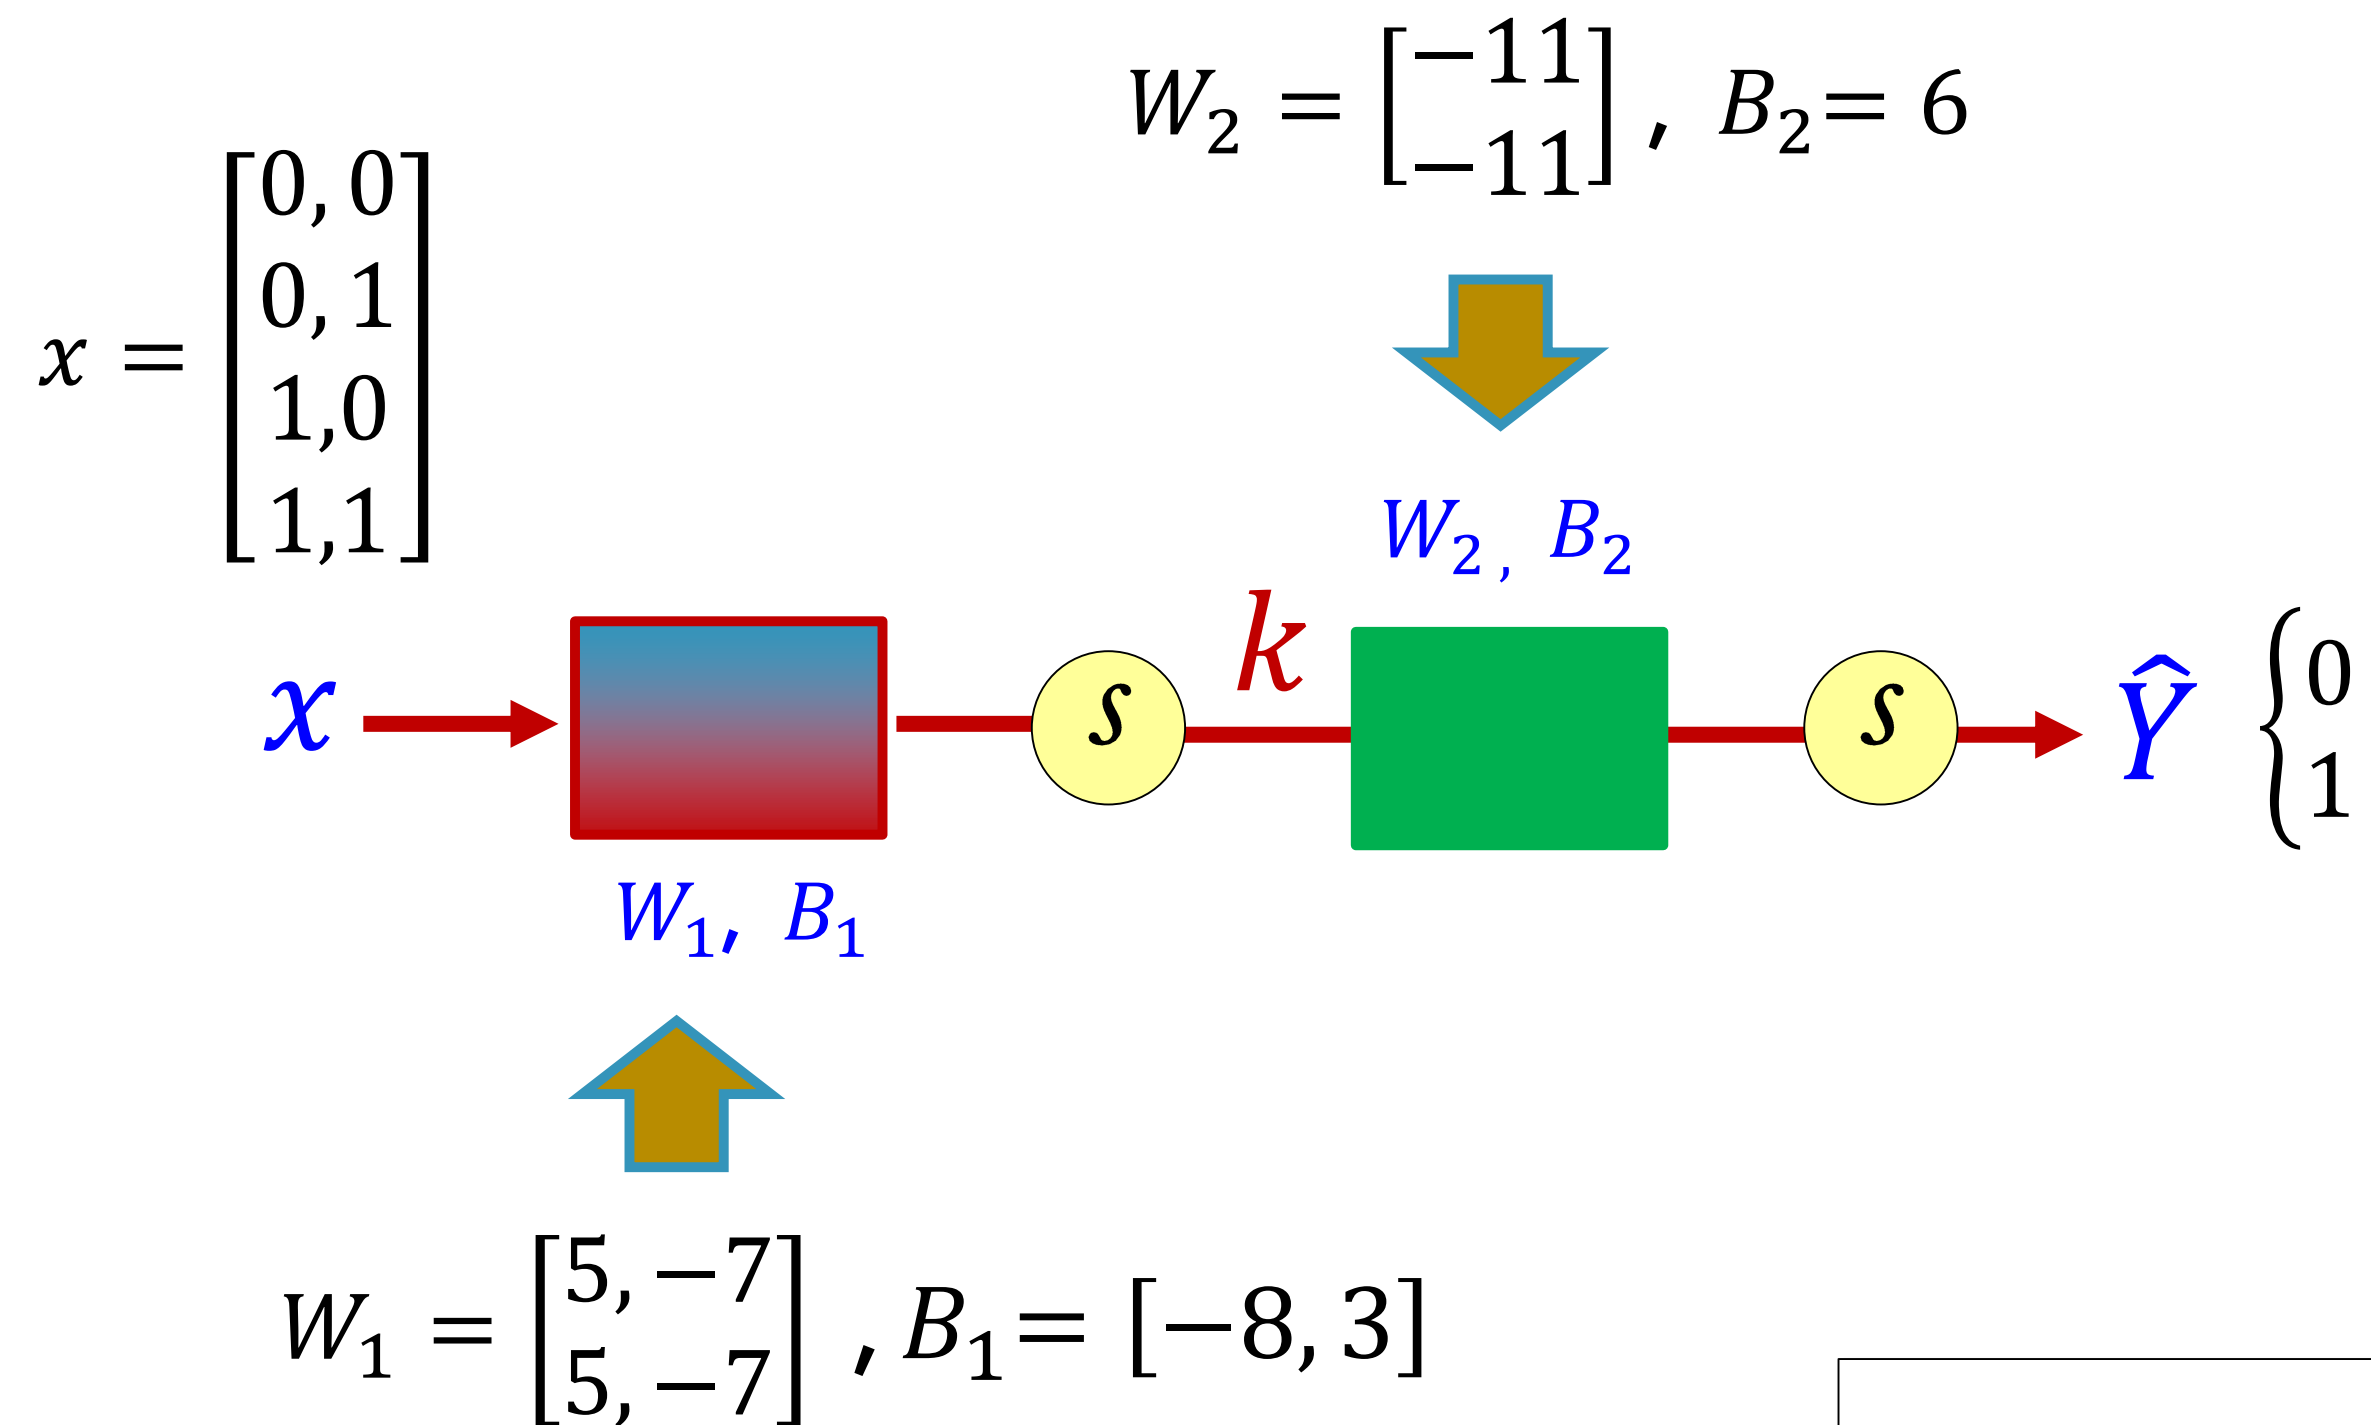 W₂ = [−11 −11] , B₂= 6
x = [0, 0
0, 1
1,0
1,1]
W₂ , B₂
x
s
k
s
Ŷ {0
1
W₁, B₁
W₁ = [5, −7
5, −7] , B₁= [−8, 3]